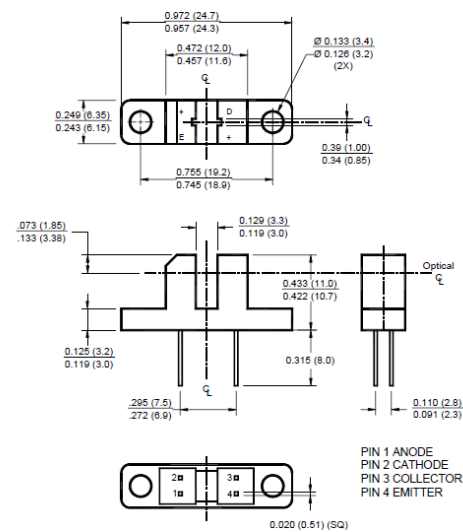 0.972 (24.7)
0.957 (24.3)
0.472 (12.0)
0.457 (11.6)
Ø 0.133 (3.4)
Ø 0.126 (3.2)
(2X)
℄
0.249 (6.35)
0.243 (6.15)
+ D
E +
℄
0.39 (1.00)
0.34 (0.85)
0.755 (19.2)
0.745 (18.9)
.073 (1.85)
.133 (3.38)
0.129 (3.3)
0.119 (3.0)
Optical
℄
0.433 (11.0)
0.422 (10.7)
0.125 (3.2)
0.119 (3.0)
0.315 (8.0)
℄
.295 (7.5)
.272 (6.9)
0.110 (2.8)
0.091 (2.3)
PIN 1 ANODE
PIN 2 CATHODE
PIN 3 COLLECTOR
PIN 4 EMITTER
2 3
1 4
0.020 (0.51) (SQ)